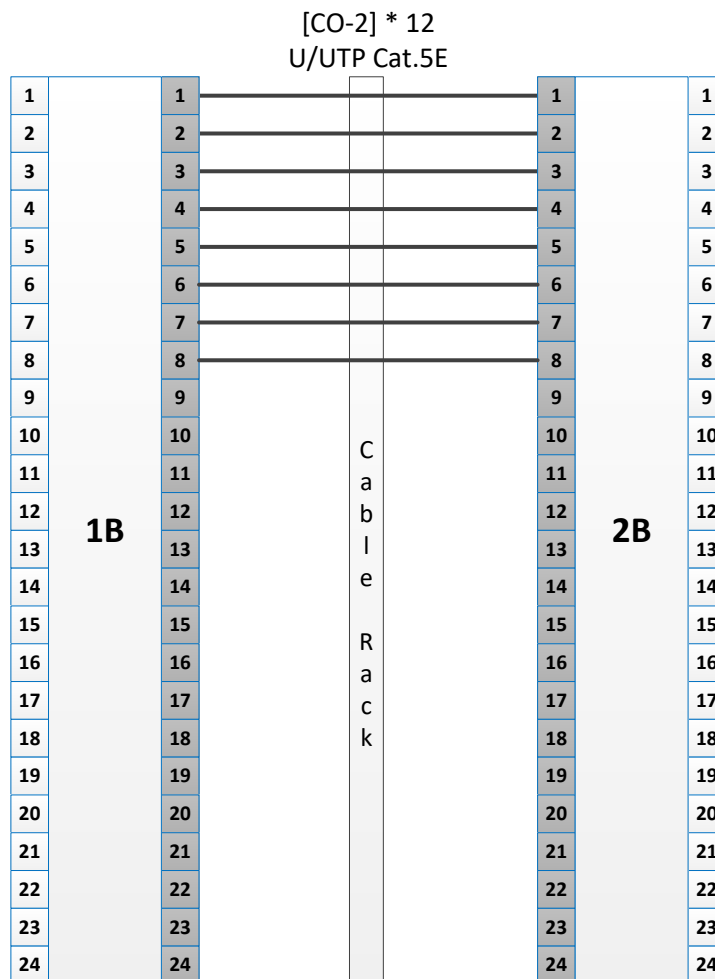 [CO-2] * 12
U/UTP Cat.5E
1 1 1 1
2 2 2 2
3 3 3 3
4 4 4 4
5 5 5 5
6 6 6 6
7 7 7 7
8 8 8 8
9 9 9 9
10 10 10 10
11 11 11 11
12 12 12 12
13 13 13 13
14 14 14 14
15 15 15 15
16 16 16 16
17 17 17 17
18 18 18 18
19 19 19 19
20 20 20 20
21 21 21 21
22 22 22 22
23 23 23 23
24 24 24 24
1B
Cable Rack
2B